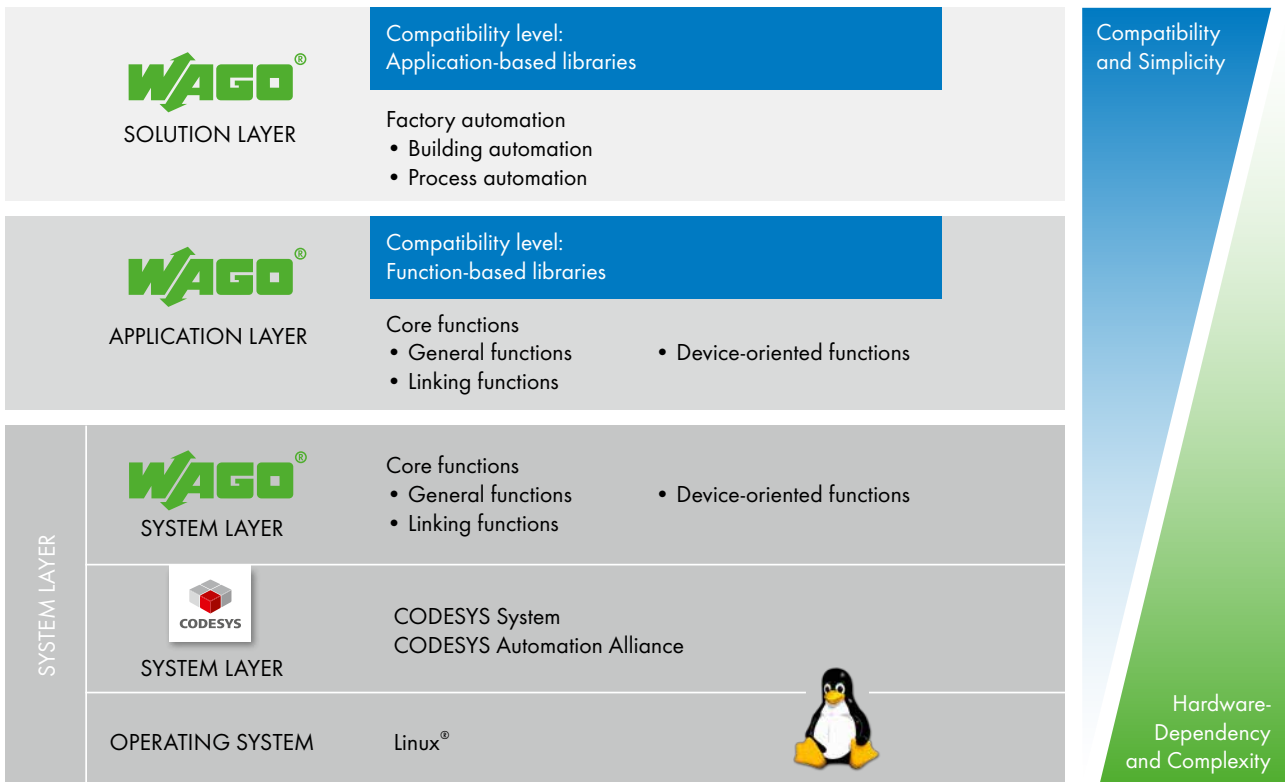 WAGO®
SOLUTION LAYER
Compatibility level:
Application-based libraries
Factory automation
• Building automation
• Process automation
WAGO®
APPLICATION LAYER
Compatibility level:
Function-based libraries
Core functions
• General functions
• Linking functions
• Device-oriented functions
SYSTEM LAYER
WAGO®
SYSTEM LAYER
Core functions
• General functions
• Linking functions
• Device-oriented functions
CODESYS
SYSTEM LAYER
CODESYS System
CODESYS Automation Alliance
OPERATING SYSTEM
Linux®
Compatibility
and Simplicity
Hardware-
Dependency
and Complexity